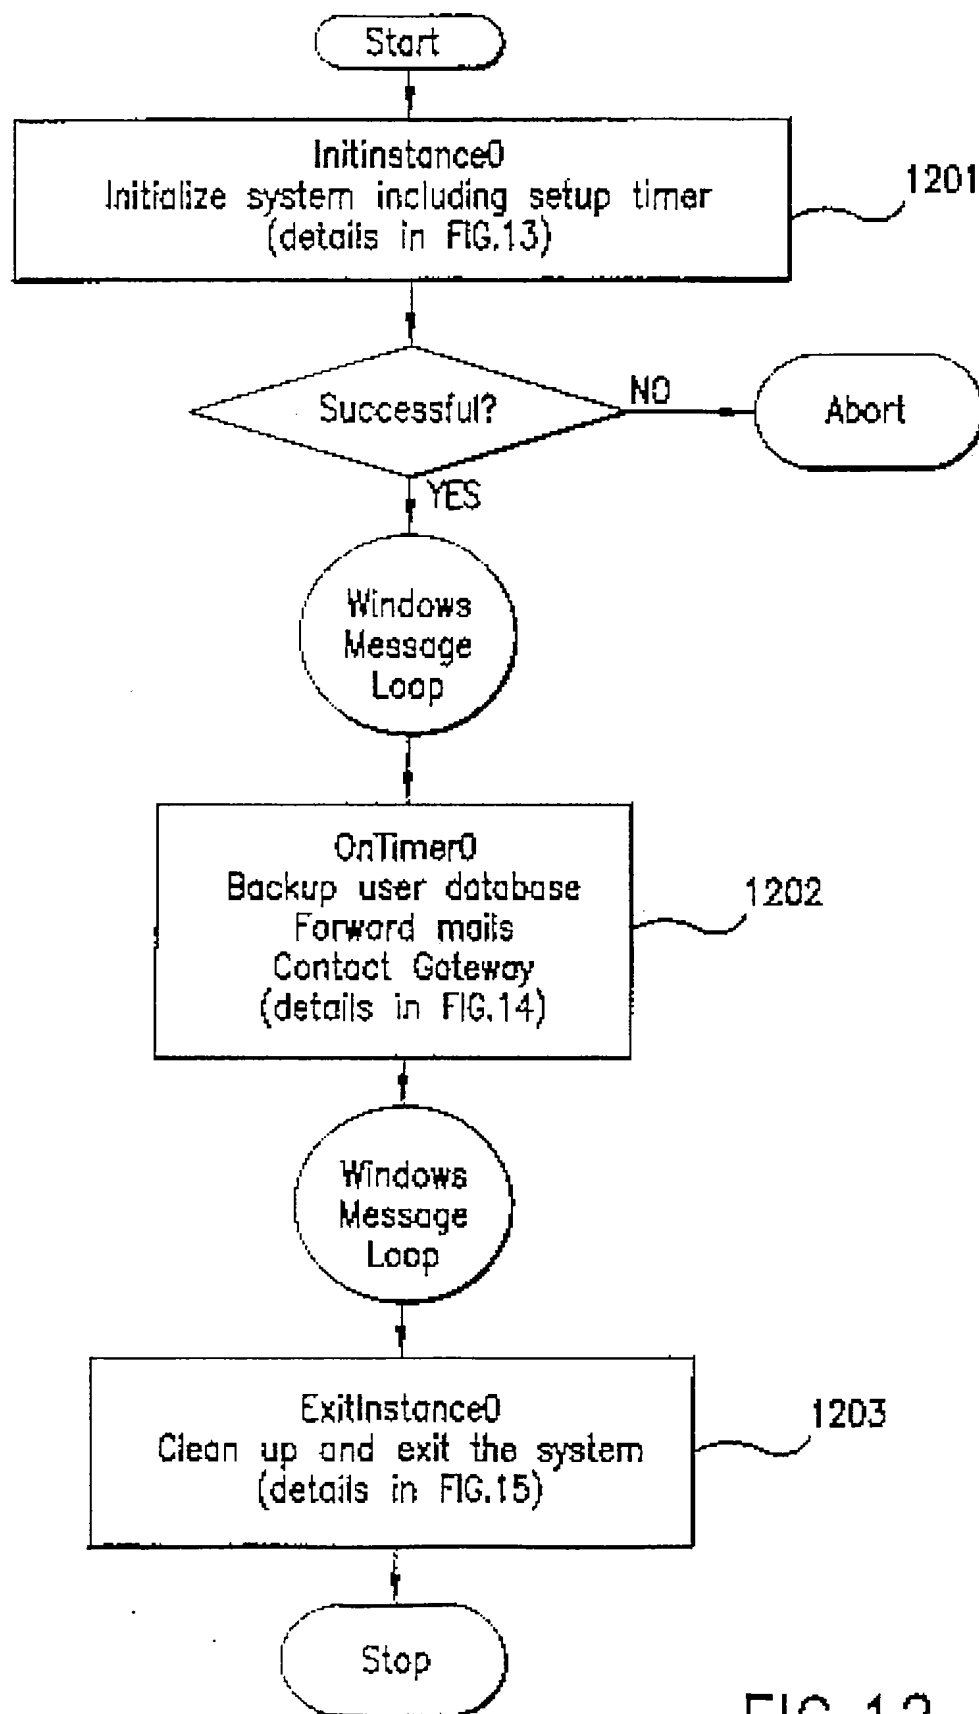 Start
Initinstance()
Initialize system including setup timer
(details in FIG.13)
1201
Successful?
NO
Abort
YES
Windows
Message
Loop
OnTimer()
Backup user database
Forward mails
Contact Gateway
(details in FIG.14)
1202
Windows
Message
Loop
ExitInstance()
Clean up and exit the system
(details in FIG.15)
1203
Stop
FIG.12